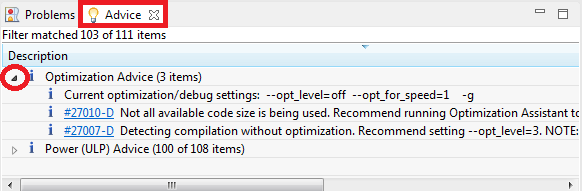 Problems Advice
Filter matched 103 of 111 items
Description
Optimization Advice (3 items)
Current optimization/debug settings: --opt_level=off --opt_for_speed=1 -g
#27010-D Not all available code size is being used. Recommend running Optimization Assistant to
#27007-D Detecting compilation without optimization. Recommend setting --opt_level=3. NOTE:
Power (ULP) Advice (100 of 108 items)